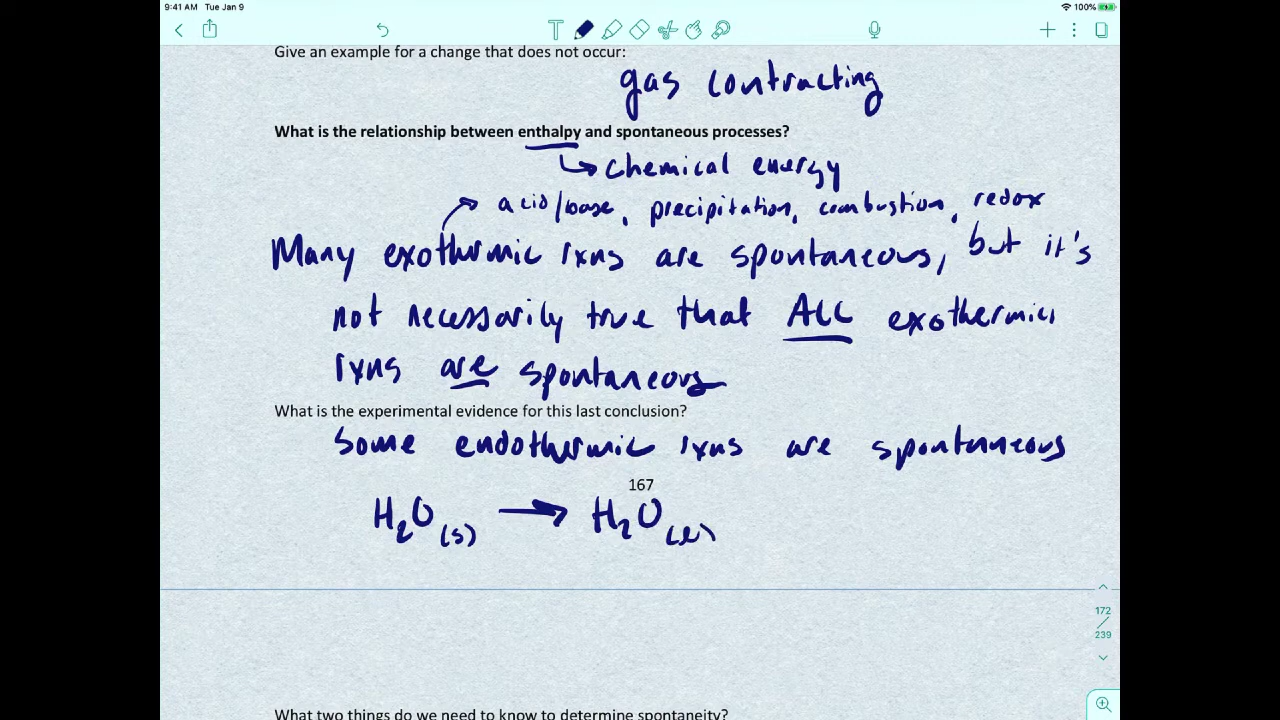 9:41 AM Tue Jan 9
100%
Give an example for a change that does not occur:
gas contracting
What is the relationship between enthalpy and spontaneous processes?
chemical energy
acid/base, precipitation, combustion, redox
Many exothermic rxns are spontaneous, but it's
not necessarily true that ALL exothermic
rxns are spontaneous
What is the experimental evidence for this last conclusion?
Some endothermic rxns are spontaneous
167
H₂O(s) → H₂O(l)
172
/
239
What two things do we need to know to determine spontaneity?